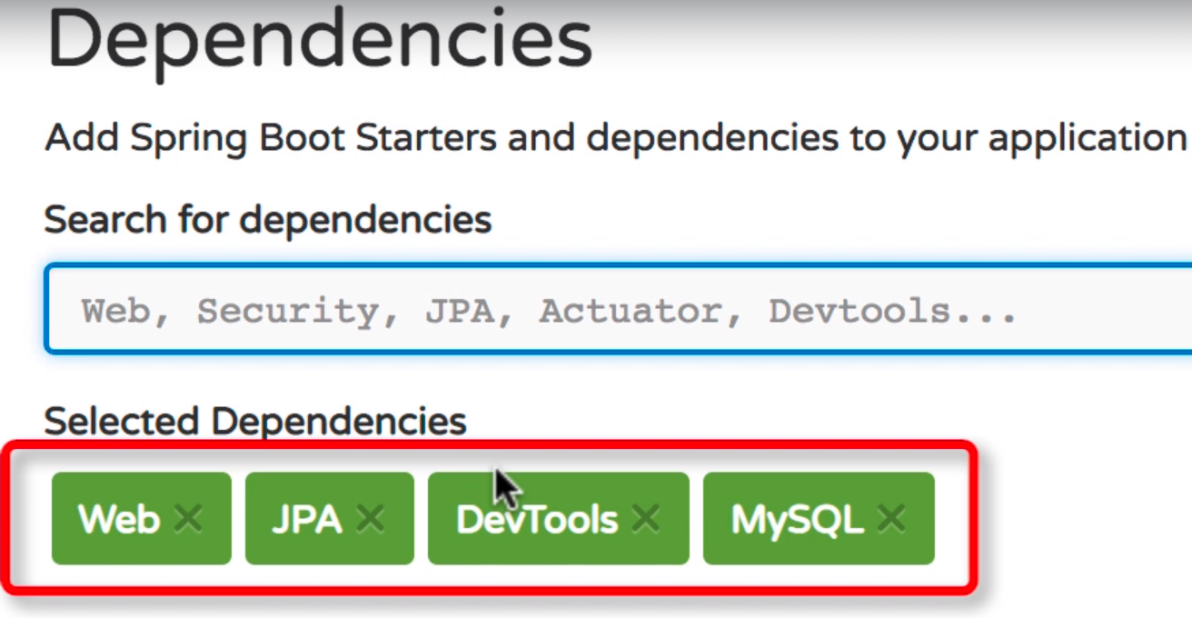 Dependencies
Add Spring Boot Starters and dependencies to your application
Search for dependencies
Web, Security, JPA, Actuator, Devtools...
Selected Dependencies
Web × JPA × DevTools × MySQL ×